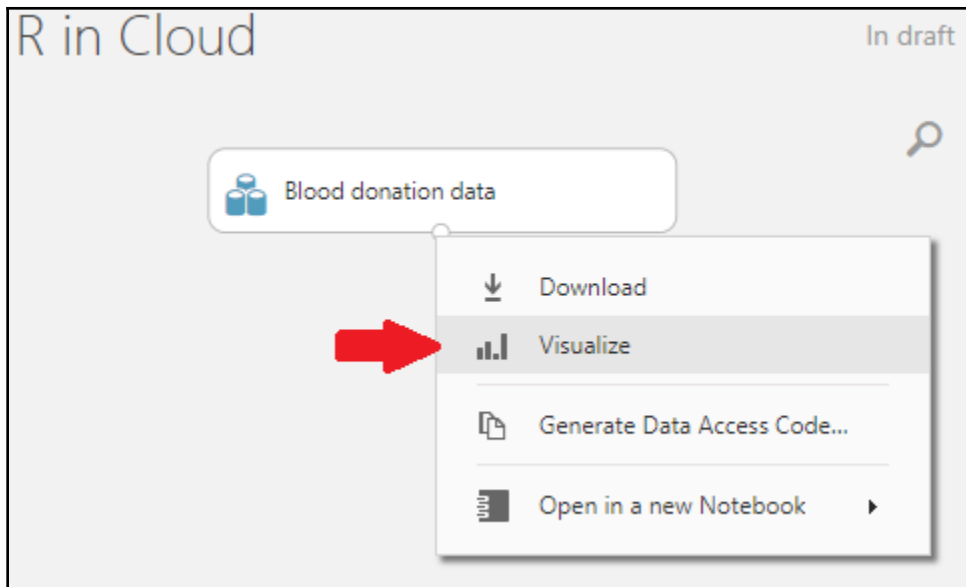 R in Cloud
In draft
Blood donation data
Download
Visualize
Generate Data Access Code...
Open in a new Notebook